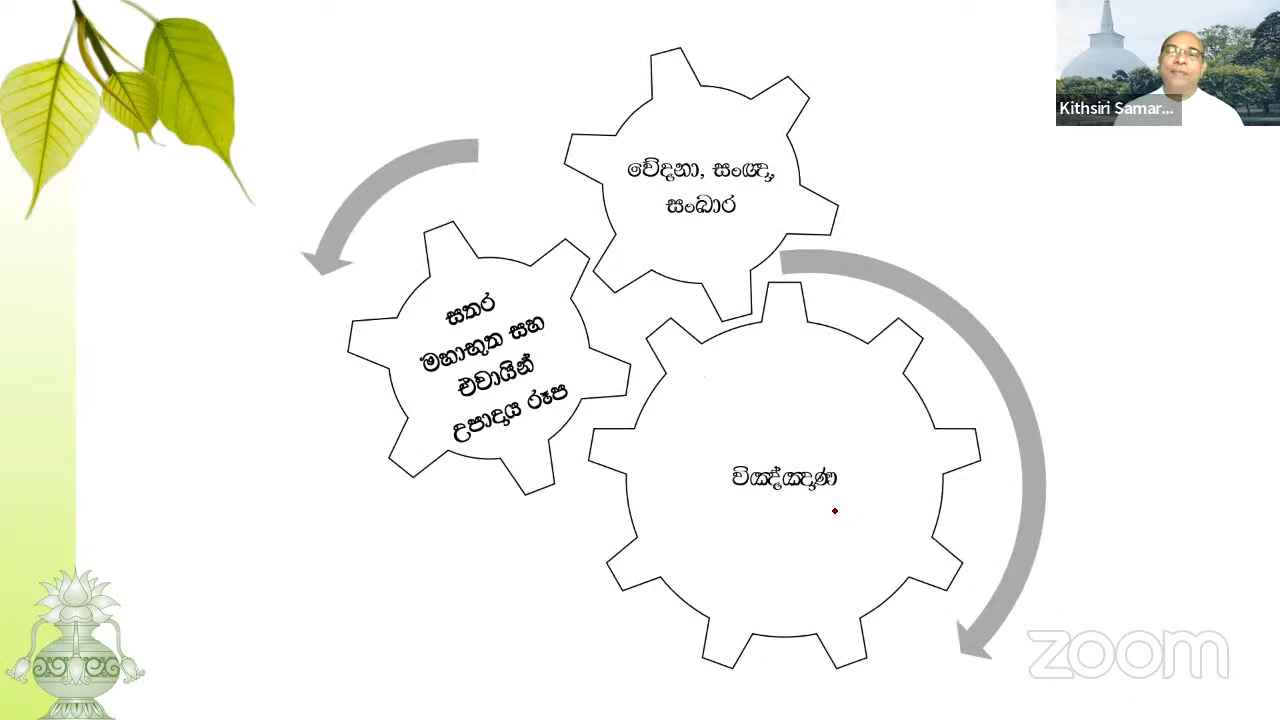 Kithsiri Samar...
වේදනා, සංඥා,
සංඛාර
සතර
මහාභූත සහ
එවායින්
උපාදාය රූප
විඤ්ඤාණ
zoom